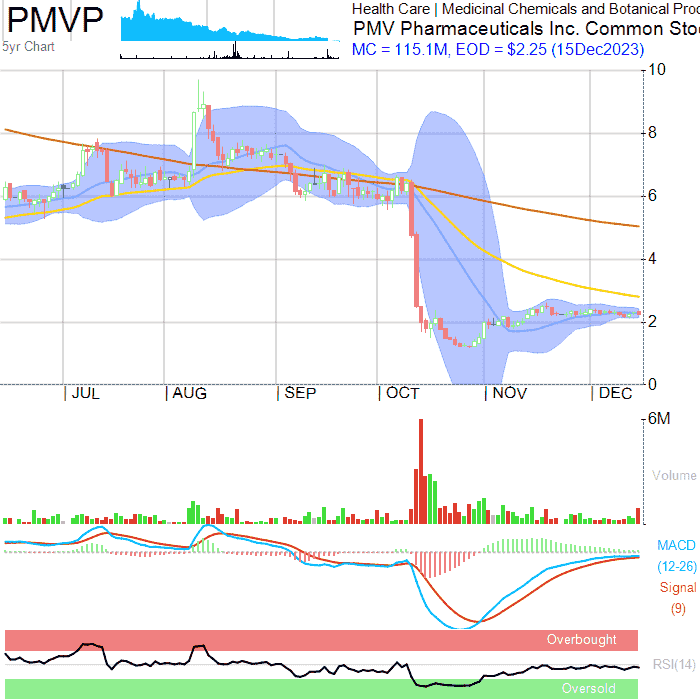 PMVP
5yr Chart
Health Care | Medicinal Chemicals and Botanical Proc
PMV Pharmaceuticals Inc. Common Stoc
MC = 115.1M, EOD = $2.25 (15Dec2023)
10
8
6
4
2
0
| JUL | AUG | SEP | OCT | NOV | DEC
6M
Volume
MACD
(12-26)
Signal
(9)
Overbought
RSI(14)
Oversold